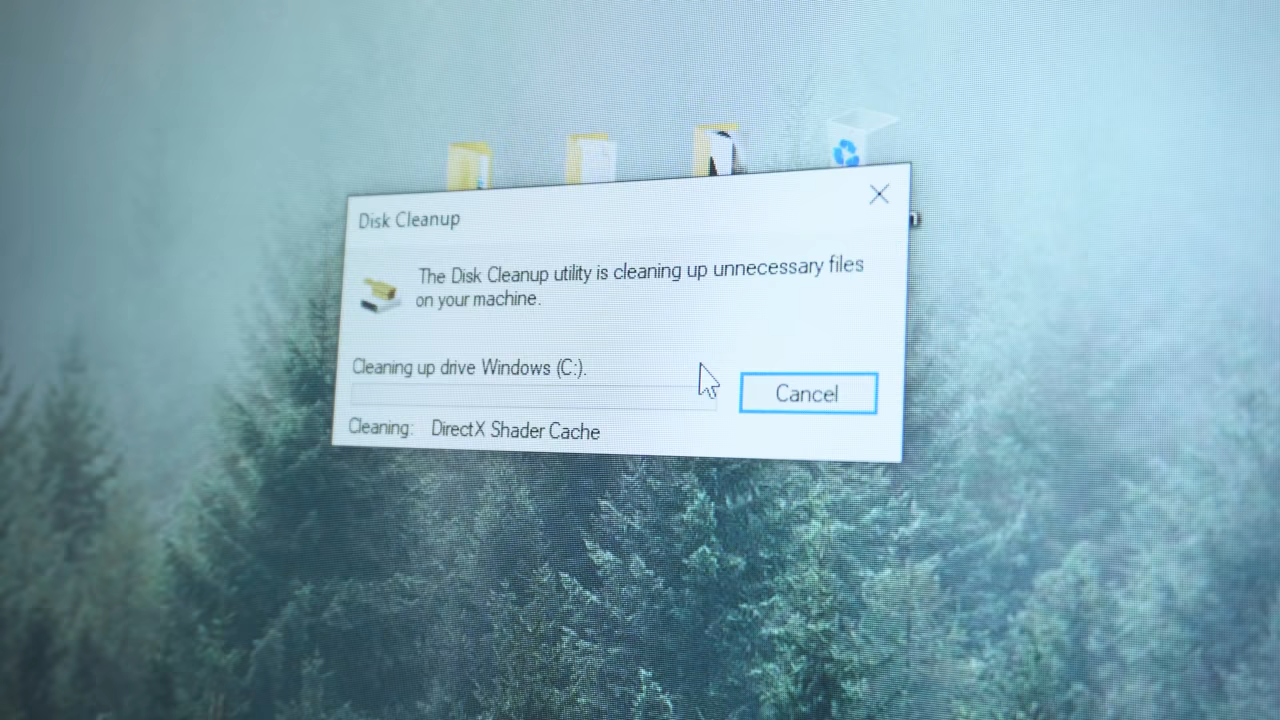 Disk Cleanup
The Disk Cleanup utility is cleaning up unnecessary files
on your machine.
Cleaning up drive Windows (C:).
Cancel
Cleaning: DirectX Shader Cache